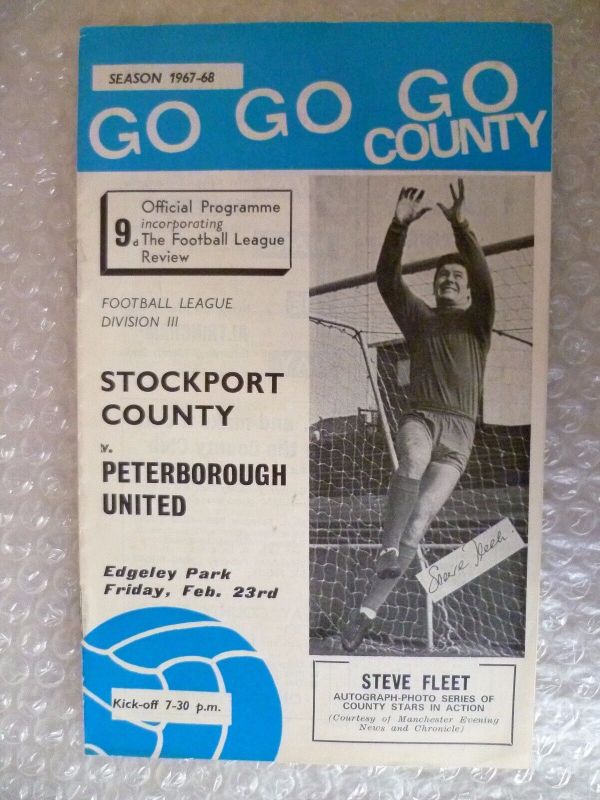 SEASON 1967-68
GO GO GO
COUNTY
9d
Official Programme
incorporating
The Football League
Review
FOOTBALL LEAGUE
DIVISION III
STOCKPORT
COUNTY
v.
PETERBOROUGH
UNITED
Edgeley Park
Friday, Feb. 23rd
Kick-off 7-30 p.m.
Steve Fleet
STEVE FLEET
AUTOGRAPH-PHOTO SERIES OF
COUNTY STARS IN ACTION
(Courtesy of Manchester Evening
News and Chronicle)